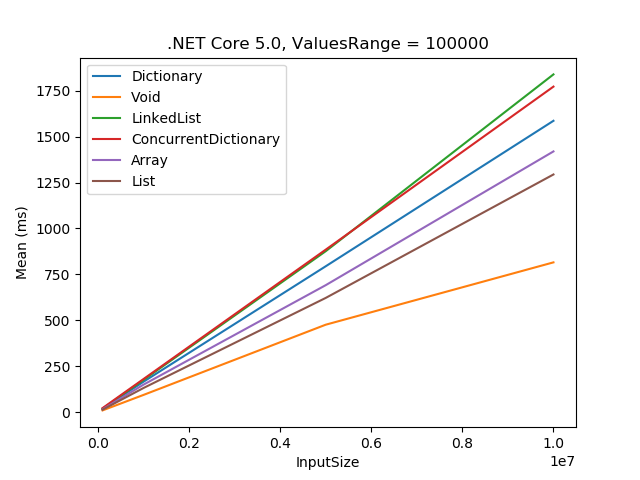 .NET Core 5.0, ValuesRange = 100000
Dictionary
Void
LinkedList
ConcurrentDictionary
Array
List
Mean (ms)
1750
1500
1250
1000
750
500
250
0
0.0 0.2 0.4 0.6 0.8 1.0
1e7
InputSize